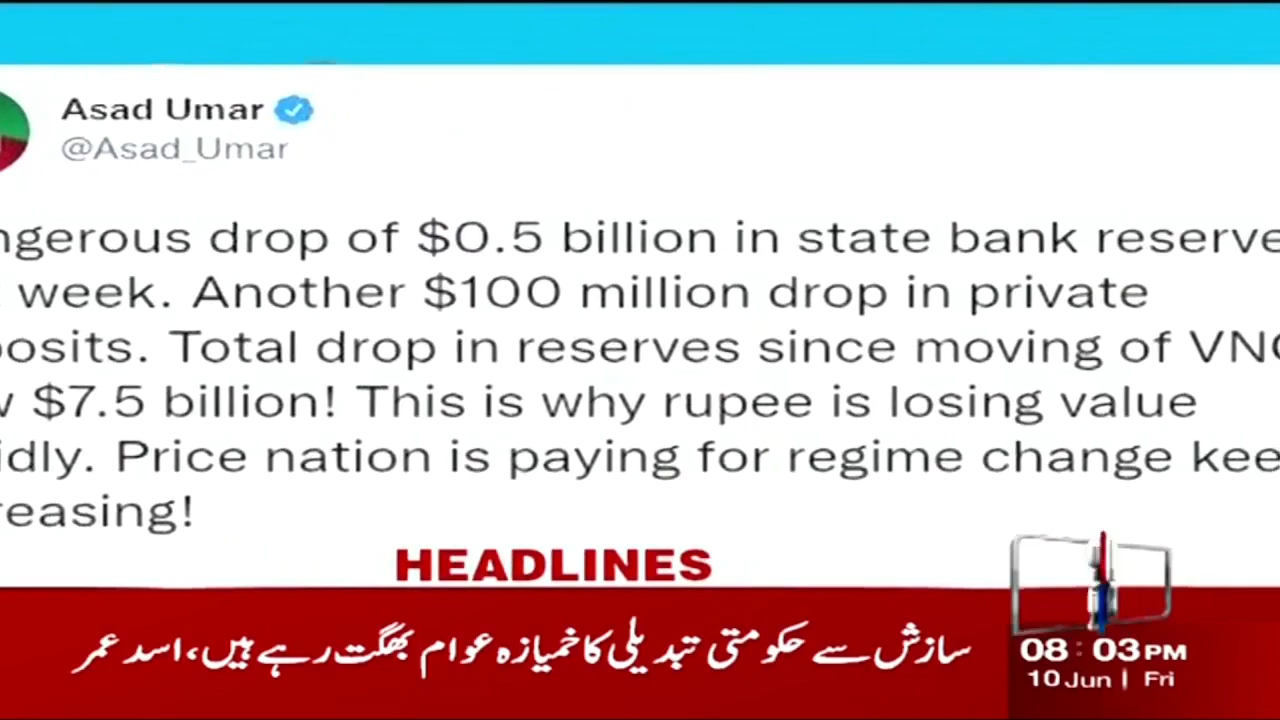 Asad Umar
@Asad_Umar
ngerous drop of $0.5 billion in state bank reserve
week. Another $100 million drop in private
osits. Total drop in reserves since moving of VNC
w $7.5 billion! This is why rupee is losing value
idly. Price nation is paying for regime change kee
reasing!
HEADLINES
سازش سے حکومتی تبدیلی کا خمیازہ عوام بھگت رہے ہیں، اسد عمر
08:03PM
10 Jun | Fri